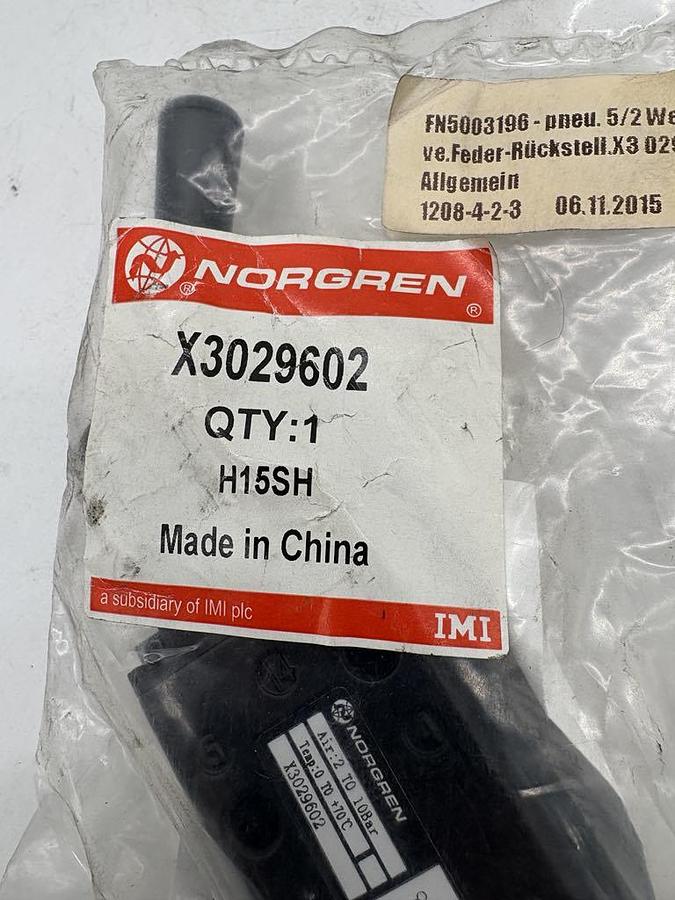 FN5003196 - pneu. 5/2 We
ve.Feder-Rückstell.X3 029
Allgemein
1208-4-2-3 06.11.2015
NORGREN
X3029602
QTY:1
H15SH
Made in China
a subsidiary of IMI plc
IMI
NORGREN
Air:2 TO 10Bar
Temp:0 TO +70℃
X3029602